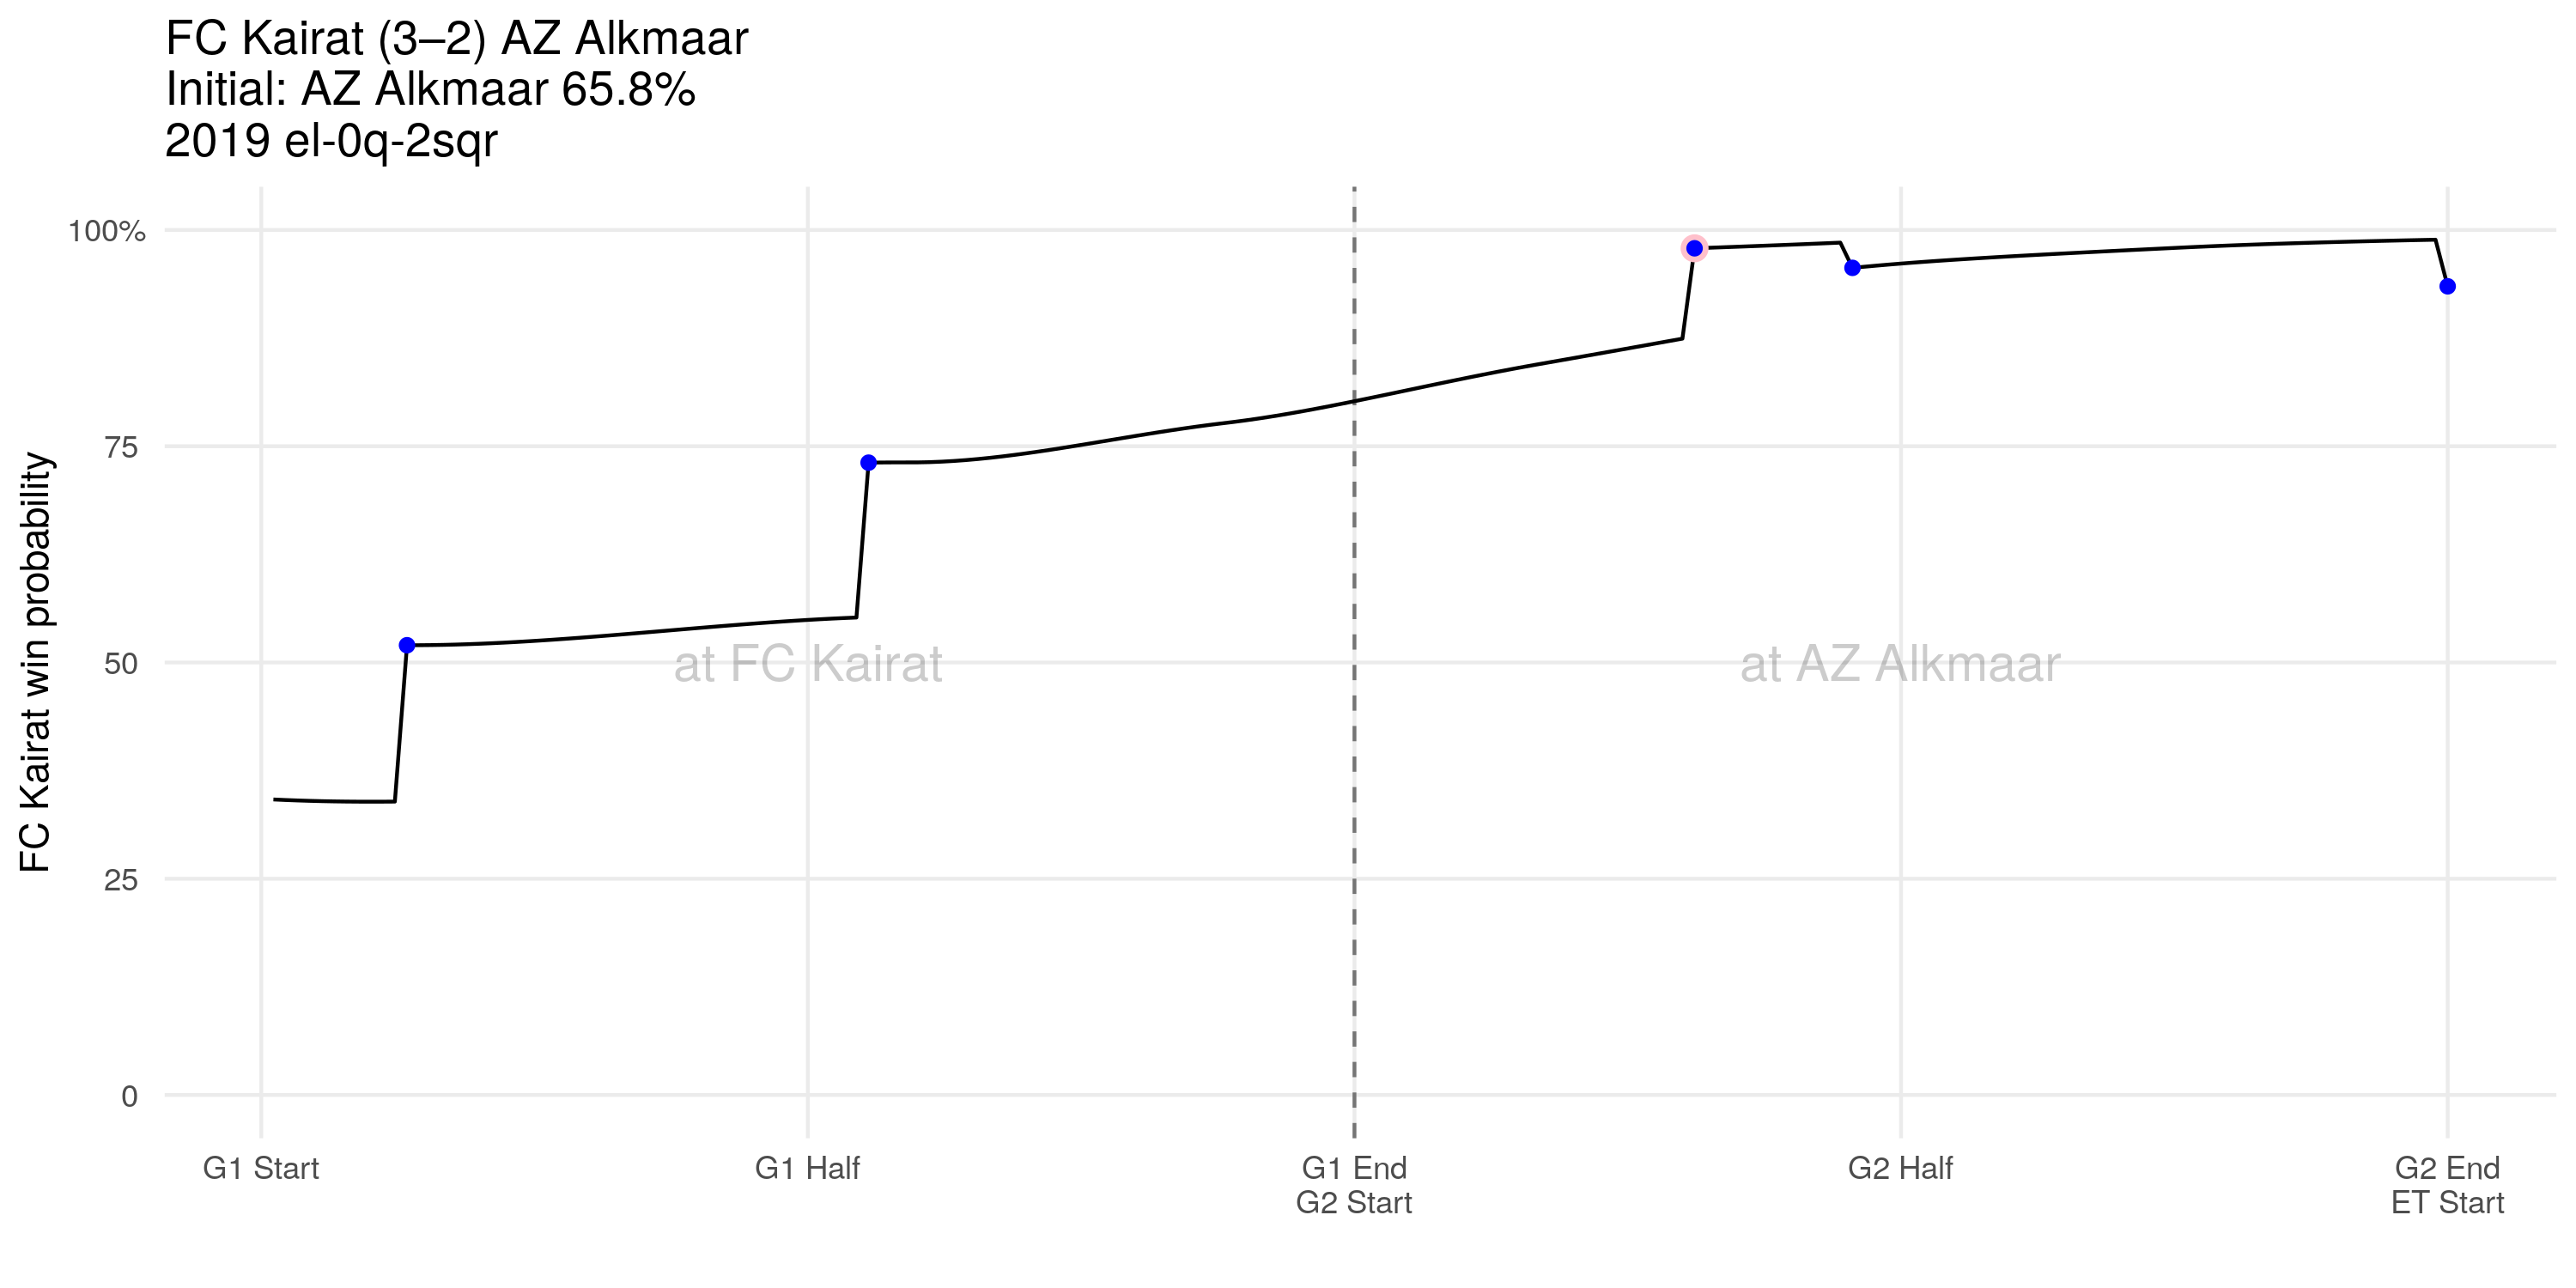 FC Kairat (3–2) AZ Alkmaar
Initial: AZ Alkmaar 65.8%
2019 el-0q-2sqr
FC Kairat win probability
100%
75
50
25
0
at FC Kairat
at AZ Alkmaar
G1 Start
G1 Half
G1 End
G2 Start
G2 Half
G2 End
ET Start